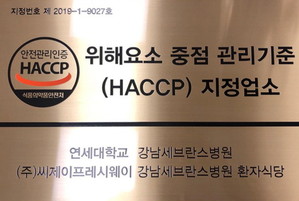 지정번호 제 2019-1-9027호
안전관리인증
HACCP
식품의약품안전처
위해요소 중점 관리기준
(HACCP) 지정업소
연세대학교 강남세브란스병원
(주)씨제이프레시웨이 강남세브란스병원 환자식당